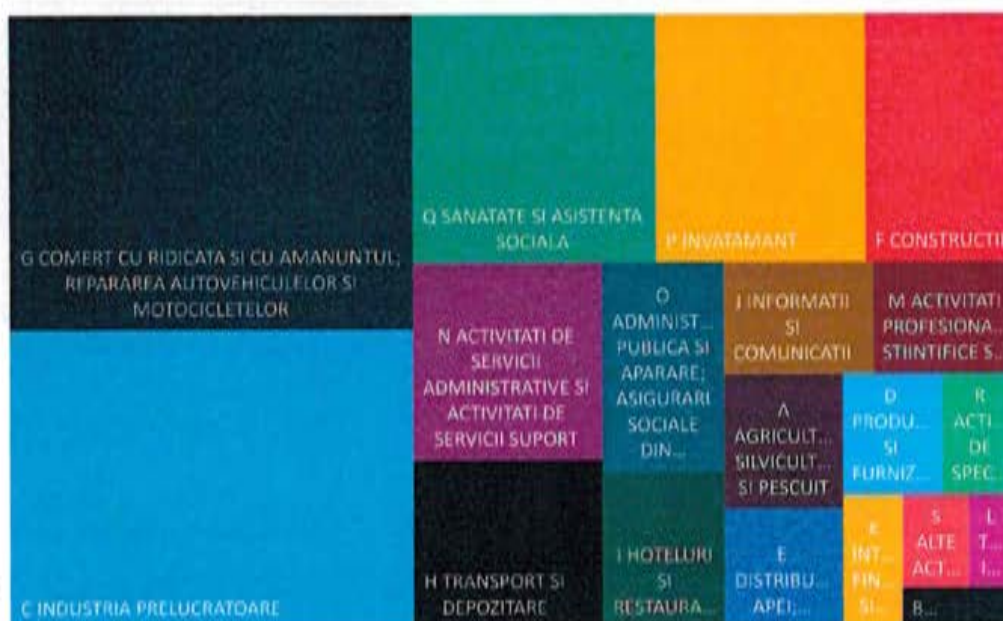 G COMERT CU RIDICATA SI CU AMANUNTUL;
REPARAREA AUTOVEHICULELOR SI
MOTOCICLETELOR
C INDUSTRIA PRELUCRATOARE
Q SANATATE SI ASISTENTA
SOCIALA
P INVATAMANT
F CONSTRUCTII
N ACTIVITATI DE
SERVICII
ADMINISTRATIVE SI
ACTIVITATI DE
SERVICII SUPORT
H TRANSPORT SI
DEPOZITARE
O
ADMINIST...
PUBLICA SI
APARARE;
ASIGURARI
SOCIALE
DIN...
I HOTELURI
SI
RESTAURA...
J INFORMATII
SI
COMUNICATII
M ACTIVITATI
PROFESIONA...
STIINTIFICE S...
A
AGRICULT...
SILVICULT...
SI PESCUIT
D
PRODU...
SI
FURNIZ...
R
ACTI...
DE
SPEC...
E
DISTRIBU...
APEI;...
INT...
FIN...
SI...
S
ALTE
ACT...
L
T...
I...
B...